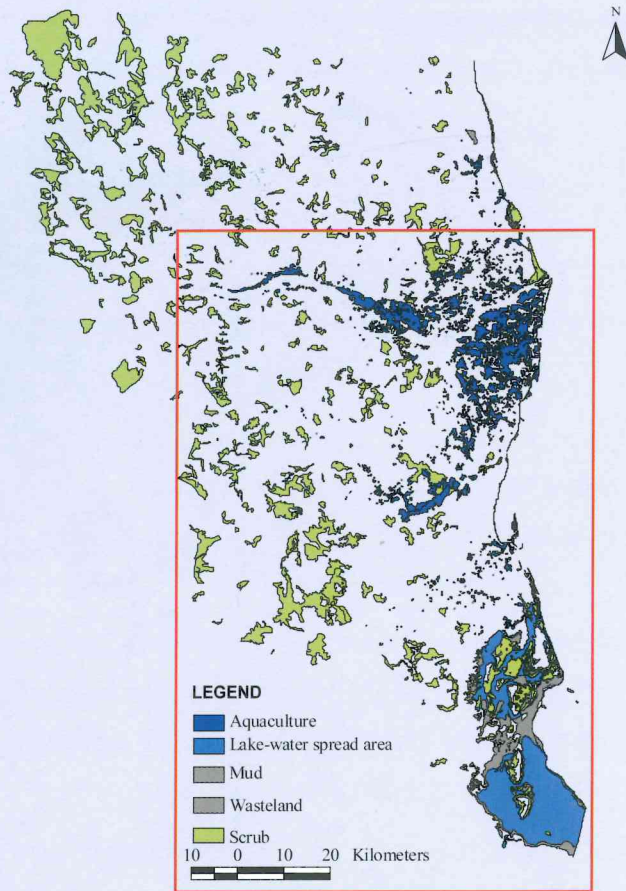 N
LEGEND
Aquaculture
Lake-water spread area
Mud
Wasteland
Scrub
10 0 10 20 Kilometers